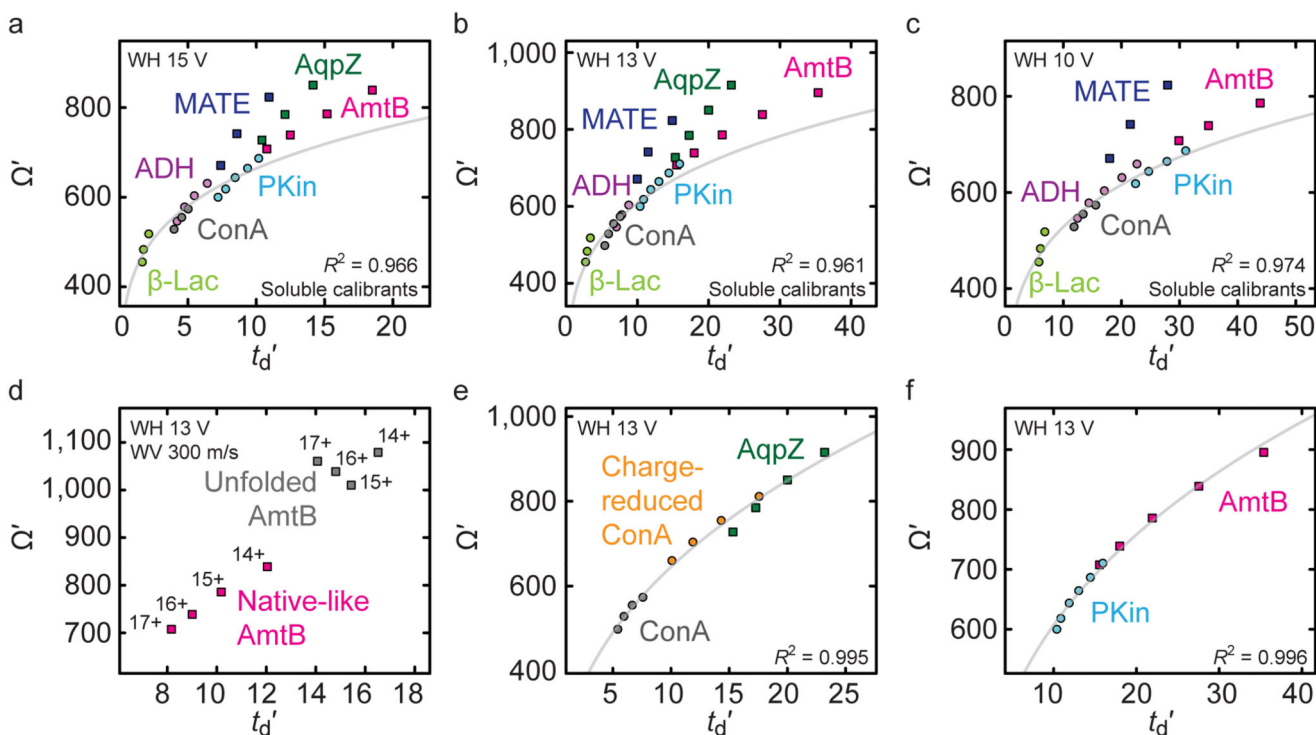 a
WH 15 V
AqpZ
MATE
AmtB
ADH
PKin
ConA
β-Lac
R² = 0.966
Soluble calibrants
800
600
400
Ω′
0 5 10 15 20
td′
b
1,000
WH 13 V
AqpZ
AmtB
MATE
ADH
PKin
ConA
β-Lac
R² = 0.961
Soluble calibrants
800
600
400
Ω′
0 10 20 30 40
td′
c
WH 10 V
MATE
AmtB
ADH
PKin
ConA
β-Lac
R² = 0.974
Soluble calibrants
800
600
400
Ω′
0 10 20 30 40 50
td′
d
WH 13 V
WV 300 m/s
17+
16+
15+
14+
Unfolded
AmtB
14+
15+
16+
17+
Native-like
AmtB
1,100
1,000
900
800
700
Ω′
8 10 12 14 16 18
td′
e
1,000
WH 13 V
AqpZ
Charge-
reduced
ConA
ConA
R² = 0.995
800
600
400
Ω′
5 10 15 20 25
td′
f
WH 13 V
AmtB
PKin
R² = 0.996
900
800
700
600
Ω′
10 20 30 40
td′